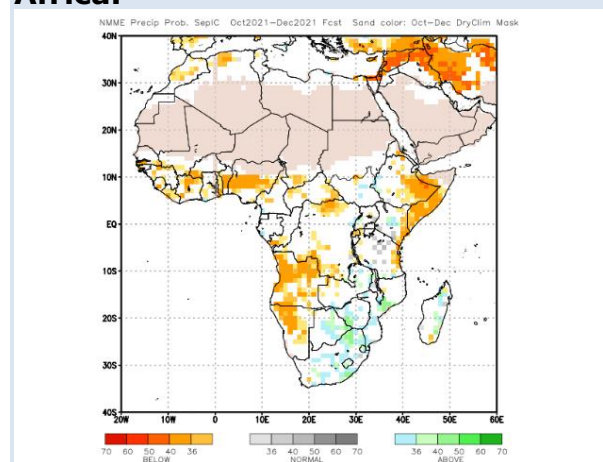 Africa.
NMME Precip Prob. SepIC Oct2021-Dec2021 Fcst Sand color: Oct-Dec DryClim Mask
40N
30N
20N
10N
EQ
10S
20S
30S
40S
20W 10W 0 10E 20E 30E 40E 50E 60E
70 60 50 40 36 36 40 50 60 70 36 40 50 60 70
BELOW NORMAL ABOVE